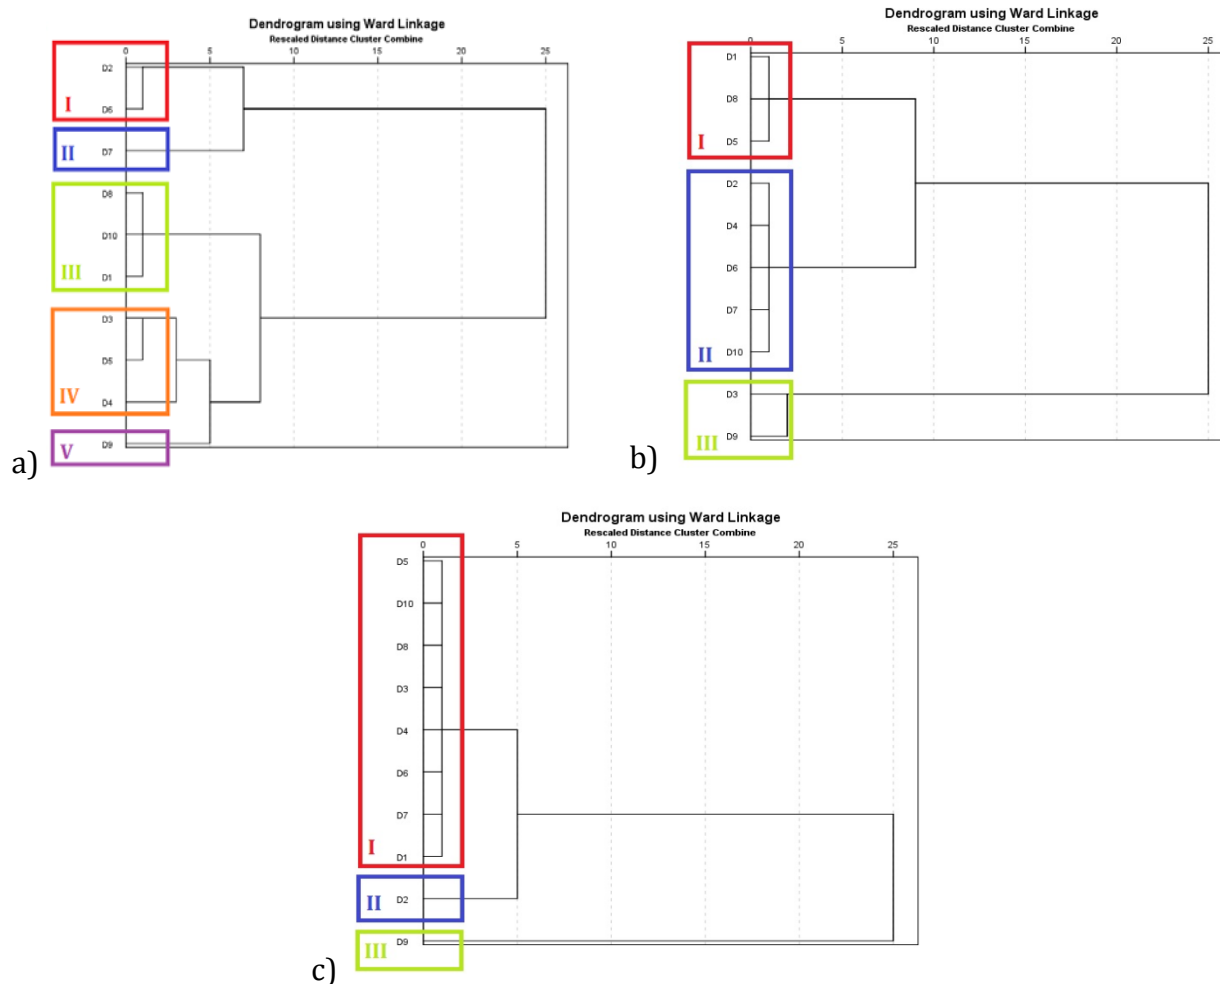 Dendrogram using Ward Linkage
Rescaled Distance Cluster Combine
0 5 10 15 20 25
D2
I
D6
II
D7
D8
D10
III
D1
D3
D5
IV
D4
V
D9
a)
Dendrogram using Ward Linkage
Rescaled Distance Cluster Combine
0 5 10 15 20 25
D1
D8
I
D5
D2
D4
D6
D7
II
D10
D3
III
D9
b)
Dendrogram using Ward Linkage
Rescaled Distance Cluster Combine
0 5 10 15 20 25
D5
D10
D8
D3
D4
D6
D7
I
D1
II
D2
III
D9
c)